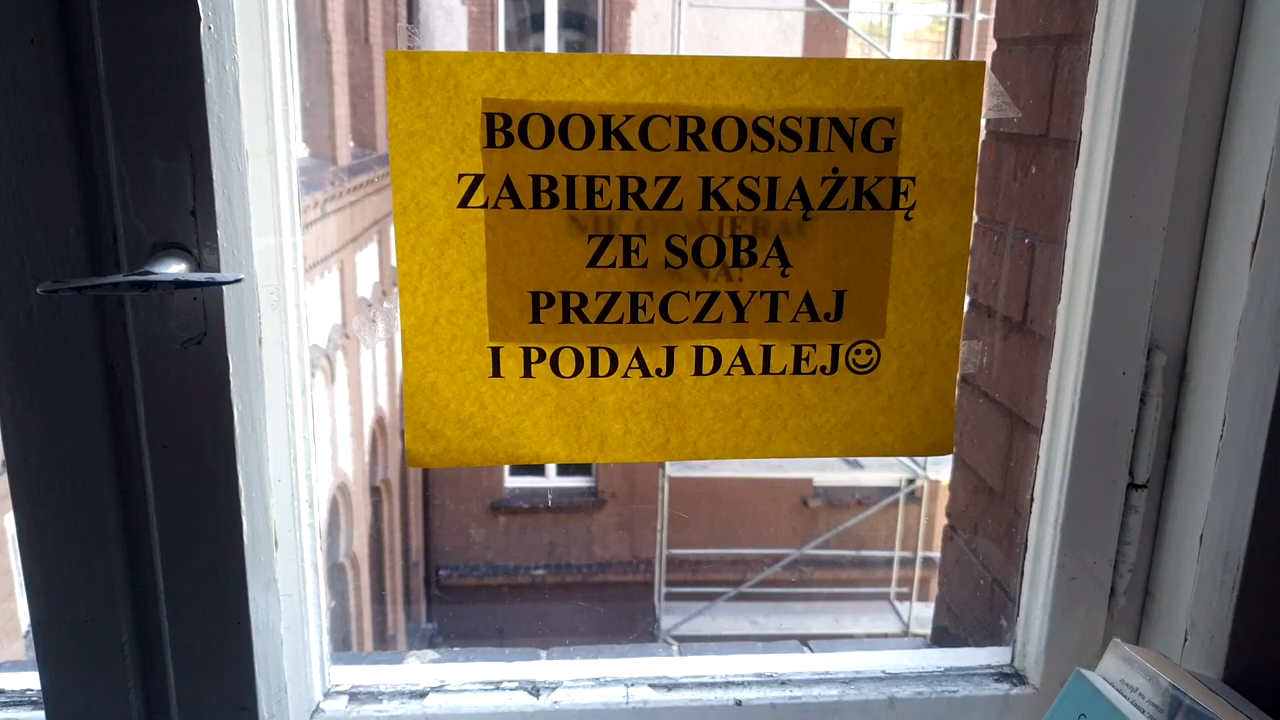 BOOKCROSSING
ZABIERZ KSIĄŻKĘ
ZE SOBĄ
PRZECZYTAJ
I PODAJ DALEJ☺